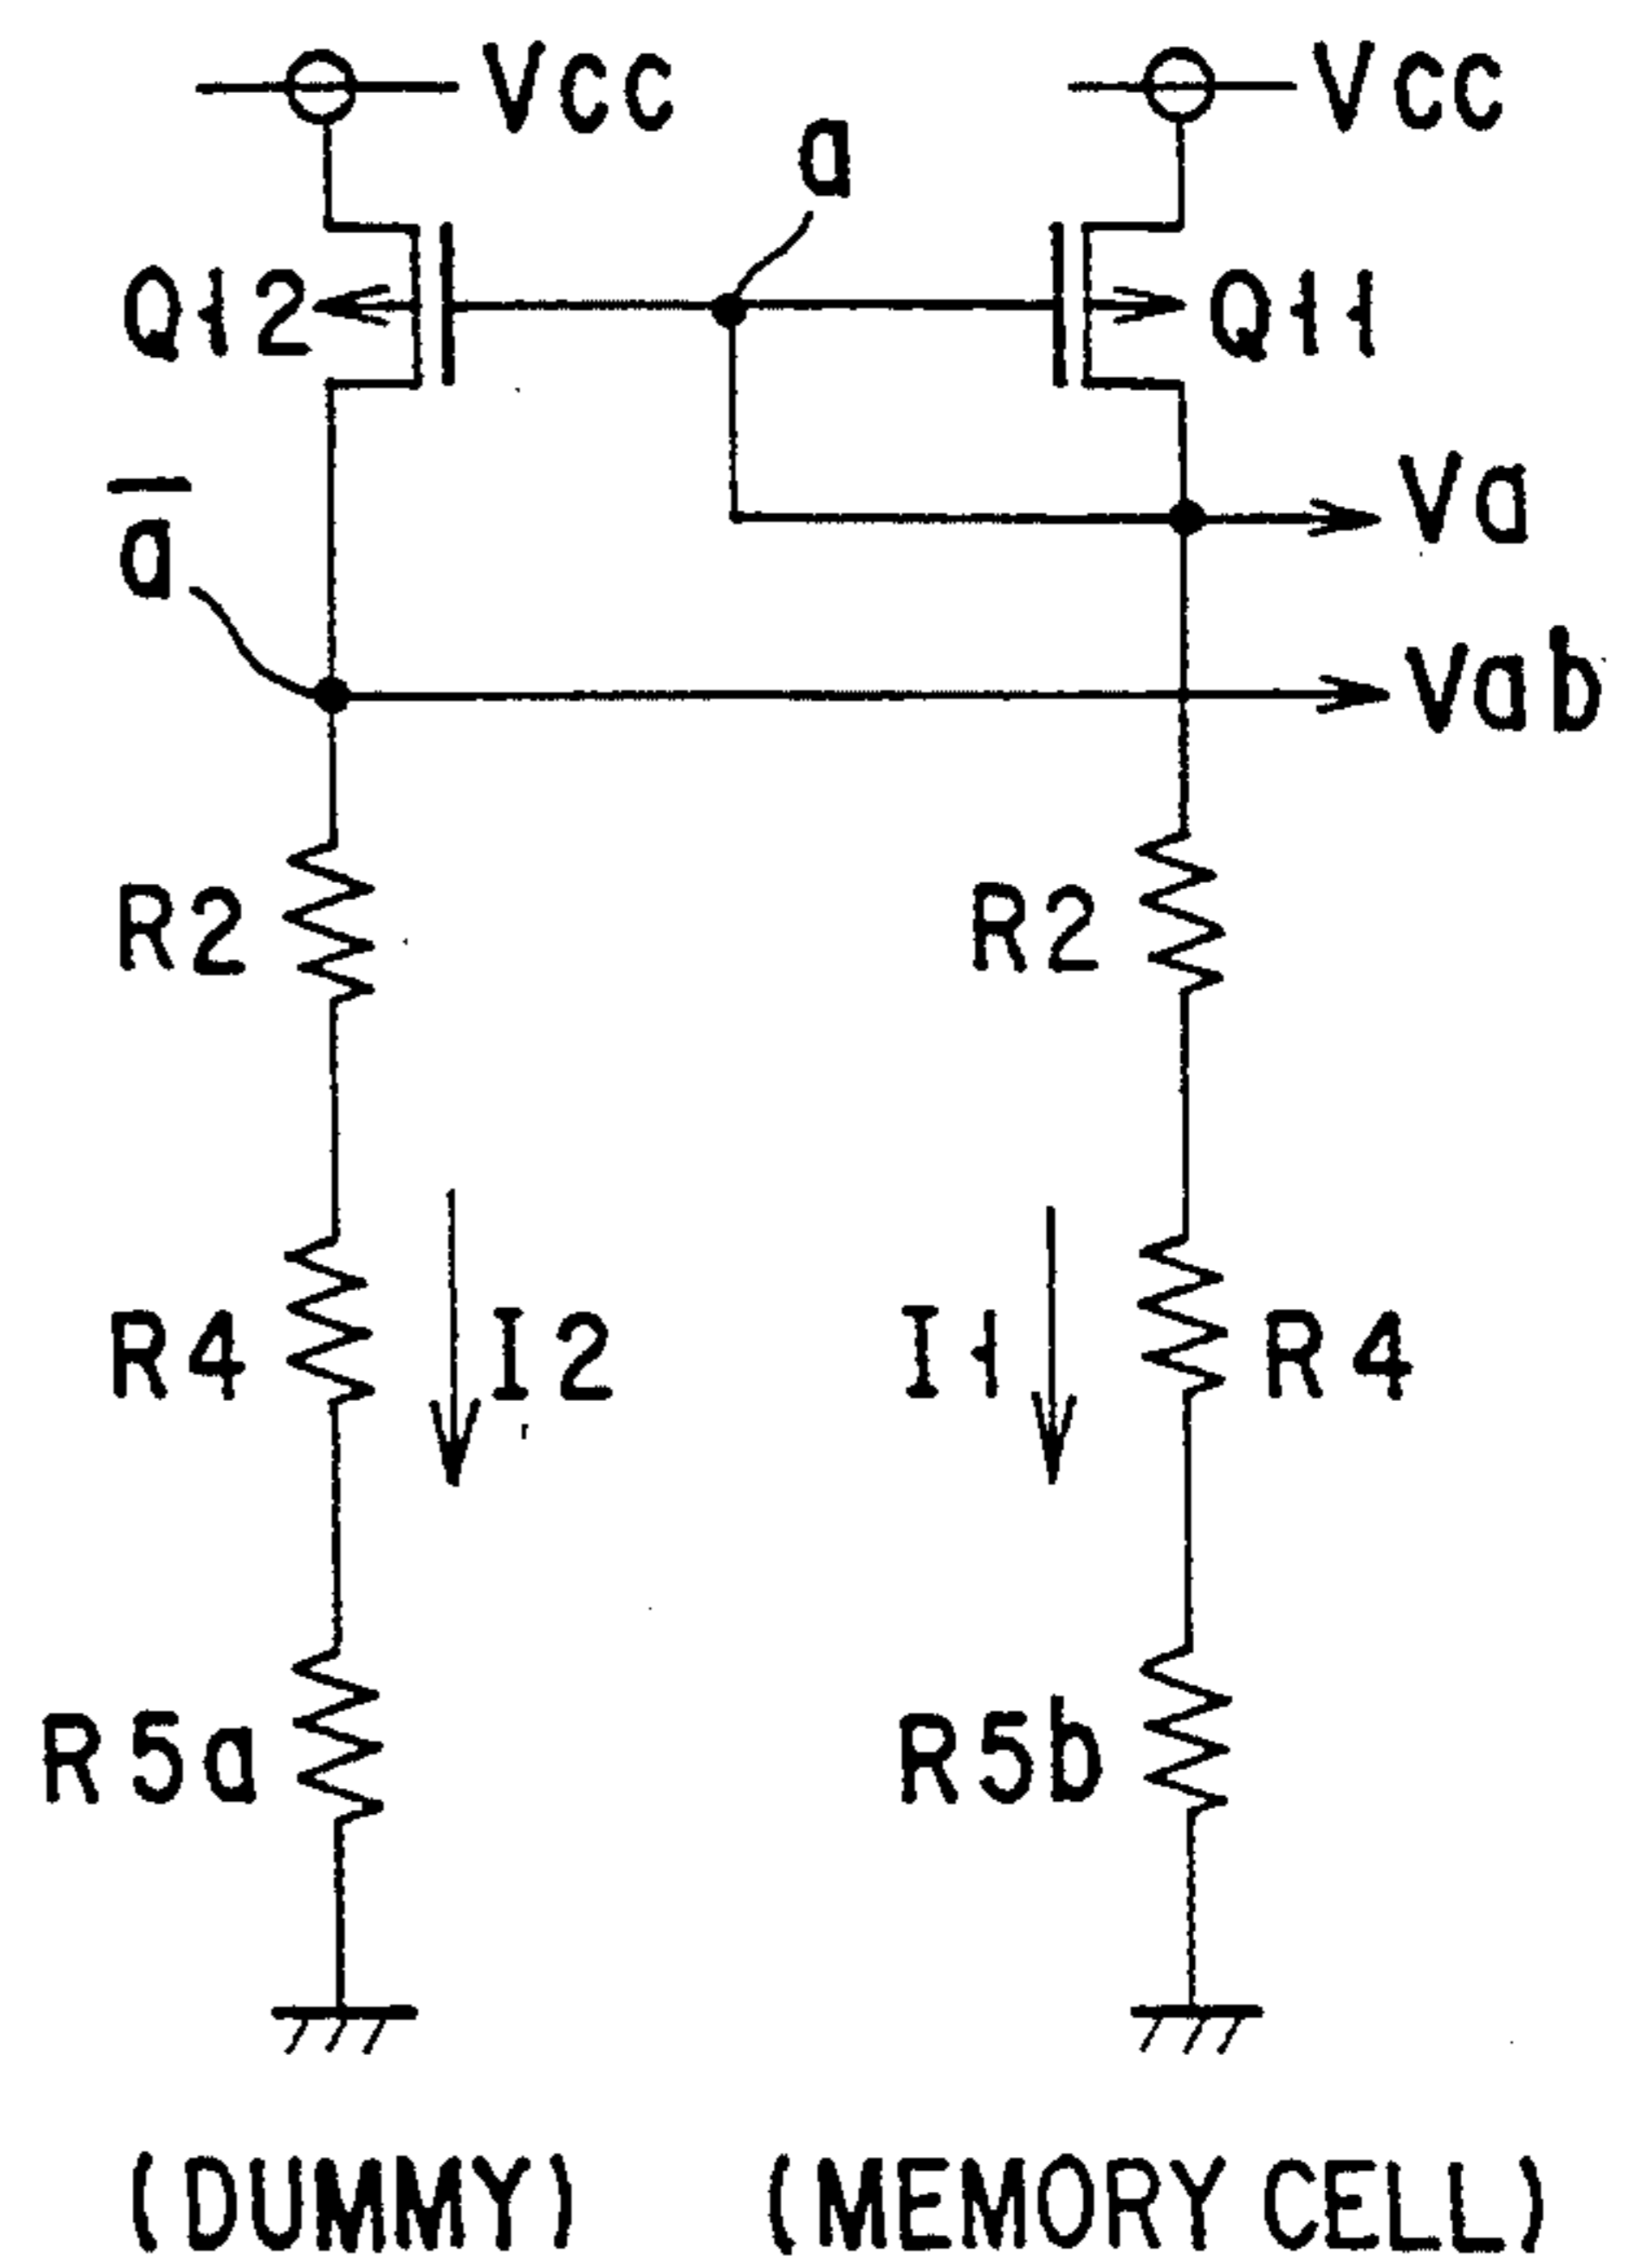 Vcc Vcc
a
Q12 Q11
Va
a̅
Vab
R2 R2
R4 I2 I1 R4
R5a R5b
(DUMMY) (MEMORY CELL)